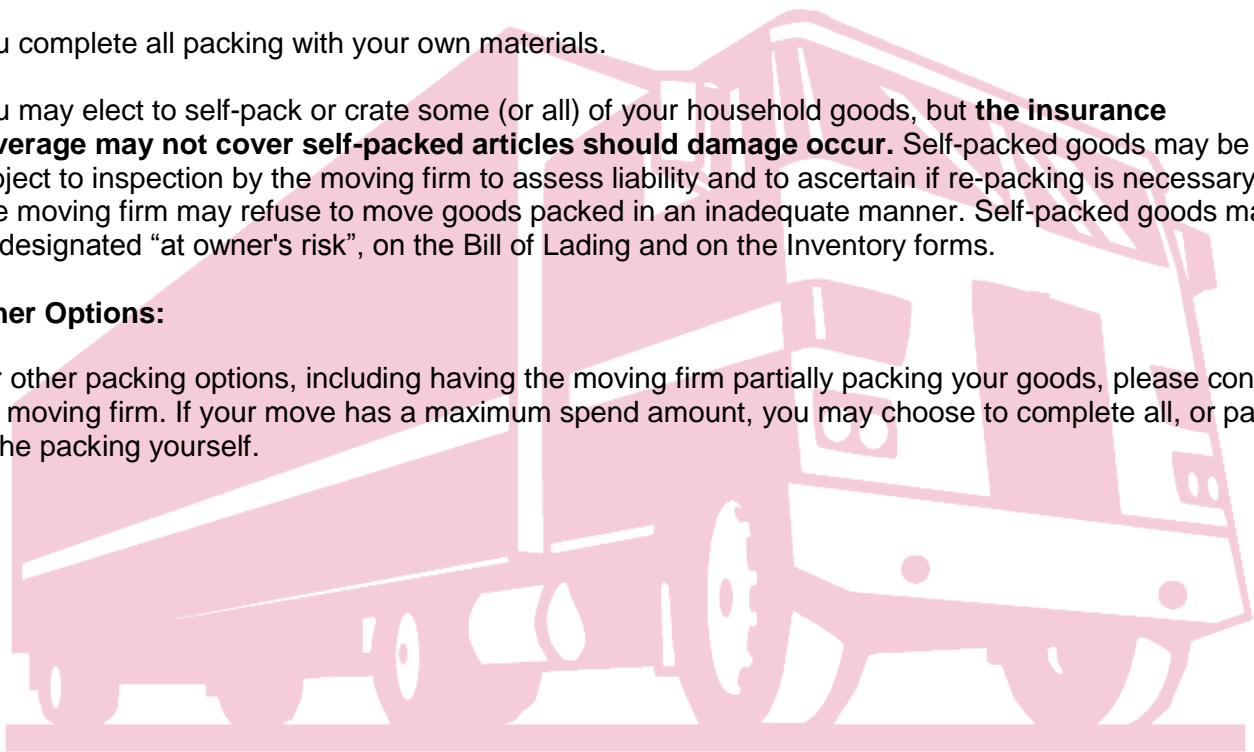 u complete all packing with your own materials.
u may elect to self-pack or crate some (or all) of your household goods, but the insurance
verage may not cover self-packed articles should damage occur. Self-packed goods may be
ject to inspection by the moving firm to assess liability and to ascertain if re-packing is necessary
e moving firm may refuse to move goods packed in an inadequate manner. Self-packed goods ma
designated “at owner's risk”, on the Bill of Lading and on the Inventory forms.
her Options:
r other packing options, including having the moving firm partially packing your goods, please con
moving firm. If your move has a maximum spend amount, you may choose to complete all, or pa
he packing yourself.